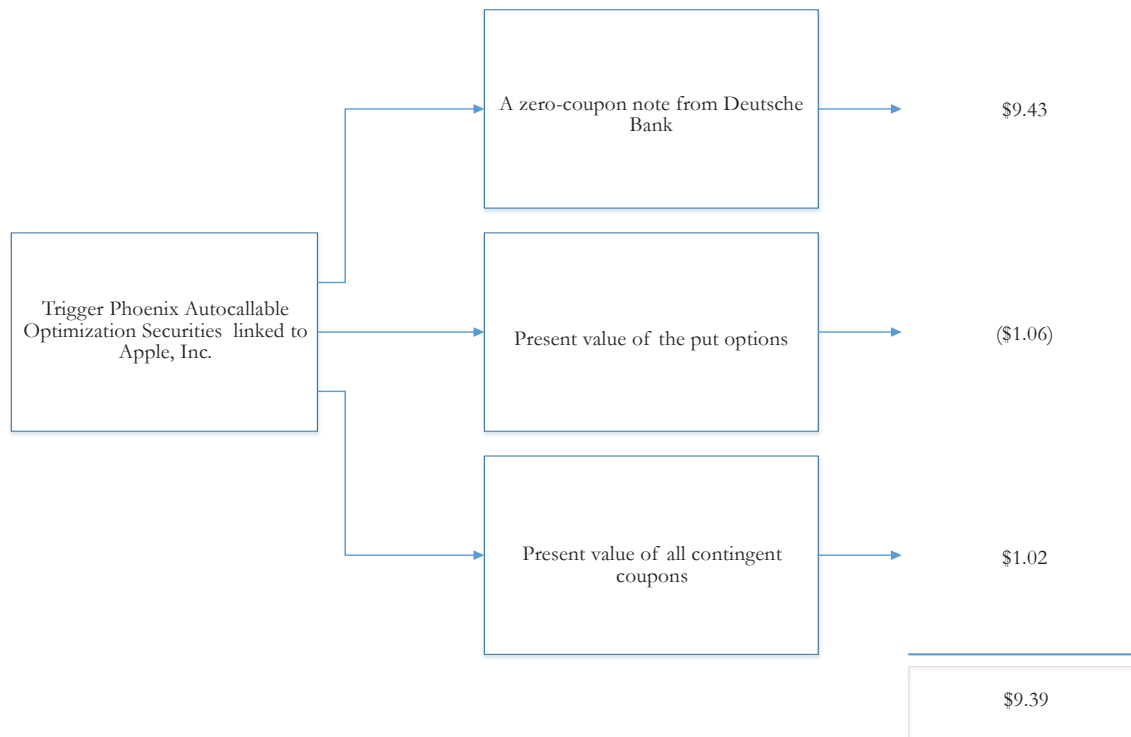 A zero-coupon note from Deutsche
Bank
$9.43
Trigger Phoenix Autocallable
Optimization Securities linked to
Apple, Inc.
Present value of the put options
($1.06)
Present value of all contingent
coupons
$1.02
$9.39